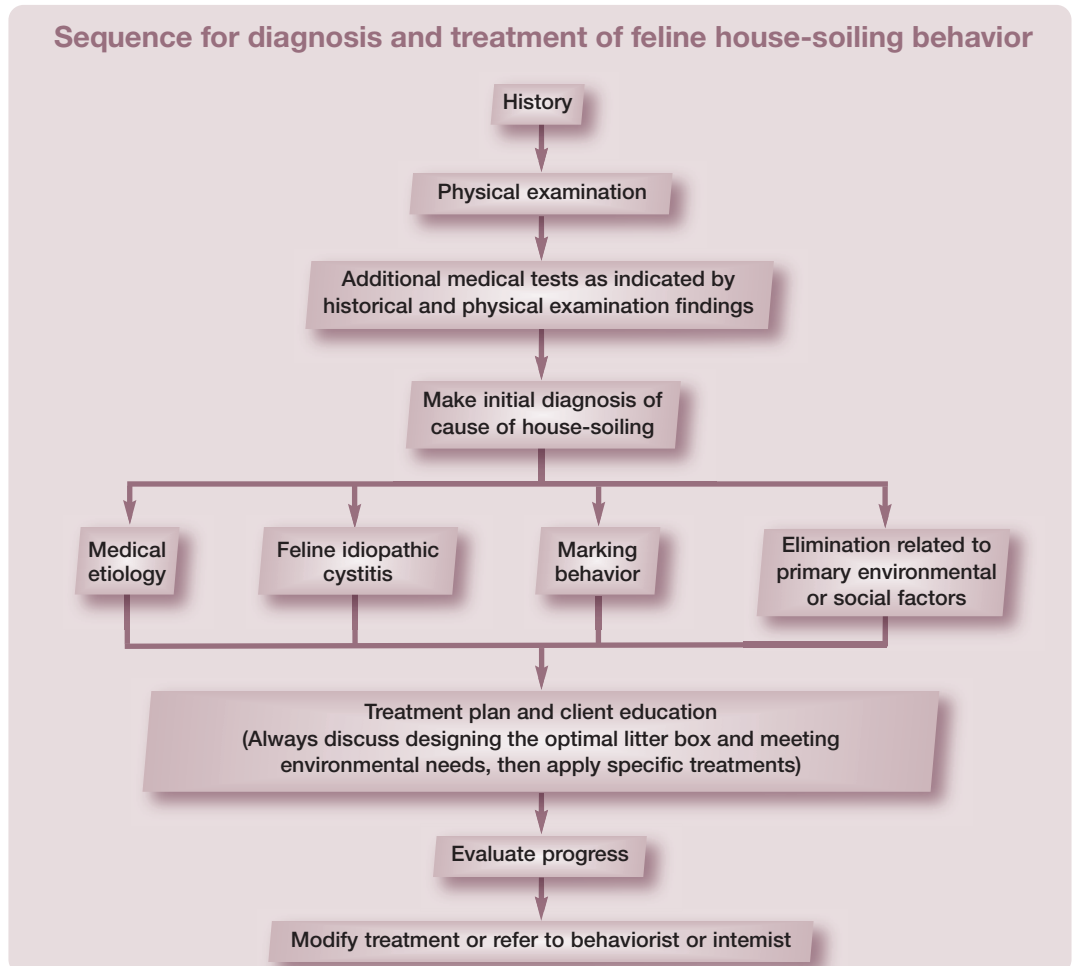 Sequence for diagnosis and treatment of feline house-soiling behavior
History
Physical examination
Additional medical tests as indicated by
historical and physical examination findings
Make initial diagnosis of
cause of house-soiling
Medical
etiology
Feline idiopathic
cystitis
Marking
behavior
Elimination related to
primary environmental
or social factors
Treatment plan and client education
(Always discuss designing the optimal litter box and meeting
environmental needs, then apply specific treatments)
Evaluate progress
Modify treatment or refer to behaviorist or intemist